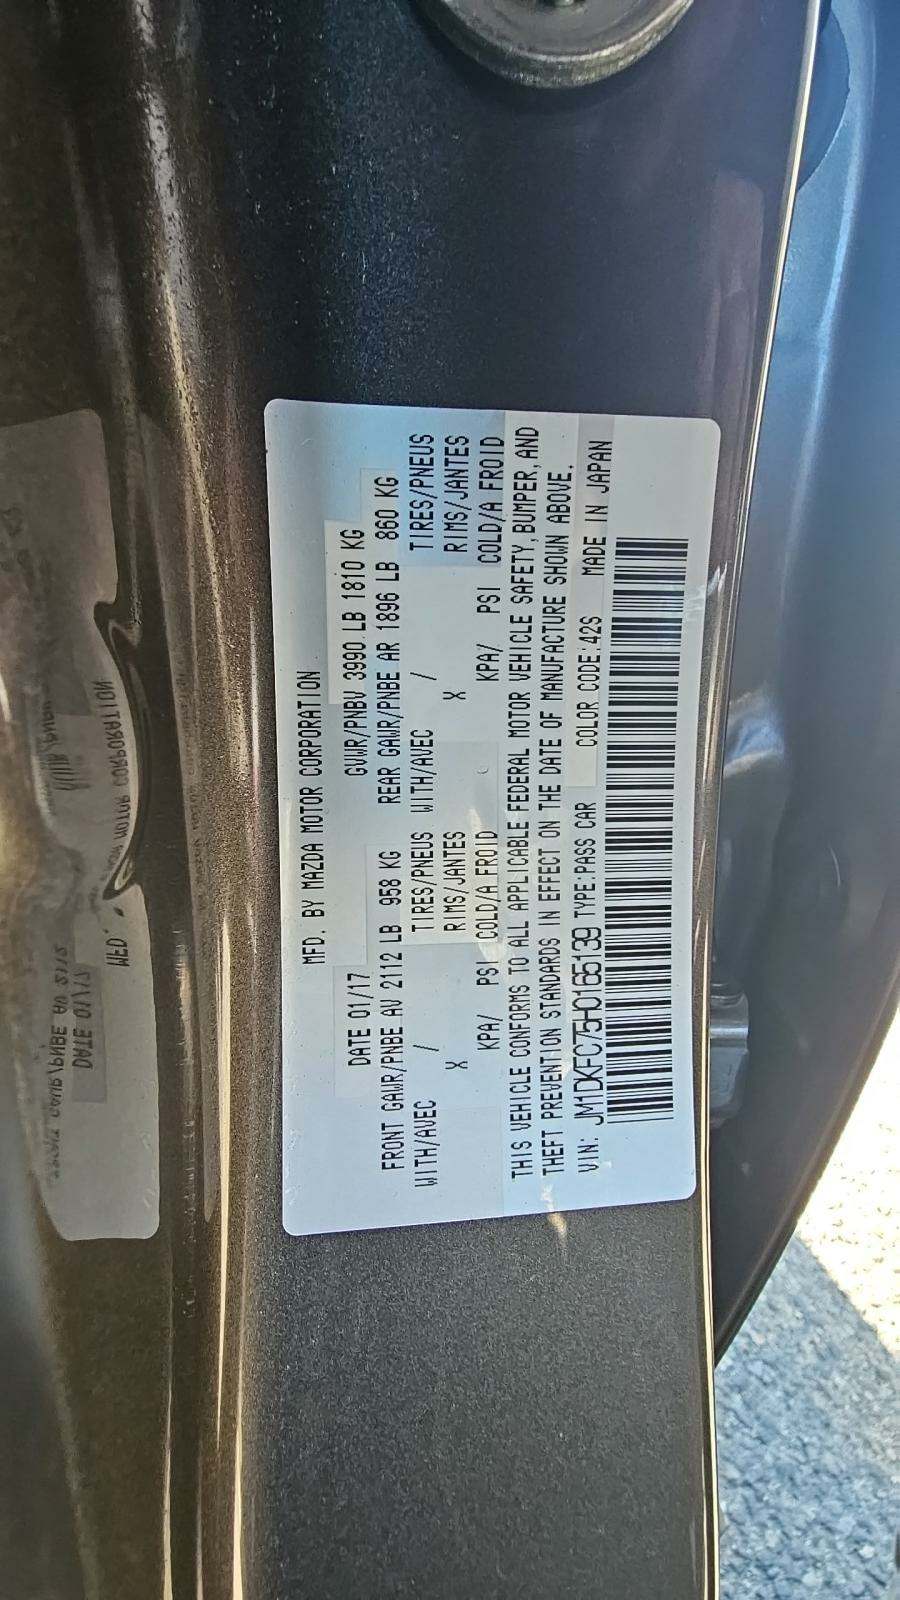 MFD. BY MAZDA MOTOR CORPORATION
DATE 01/17 GVWR/PNBV 3990 LB 1810 KG
FRONT GAWR/PNBE AV 2112 LB 958 KG REAR GAWR/PNBE AR 1896 LB 860 KG
WITH/AVEC / TIRES/PNEUS WITH/AVEC / TIRES/PNEUS
X RIMS/JANTES X RIMS/JANTES
KPA/ PSI COLD/A FROID KPA/ PSI COLD/A FROID
THIS VEHICLE CONFORMS TO ALL APPLICABLE FEDERAL MOTOR VEHICLE SAFETY, BUMPER, AND
THEFT PREVENTION STANDARDS IN EFFECT ON THE DATE OF MANUFACTURE SHOWN ABOVE.
VIN: JM1DKFC75H0165139 TYPE:PASS CAR COLOR CODE:42S MADE IN JAPAN